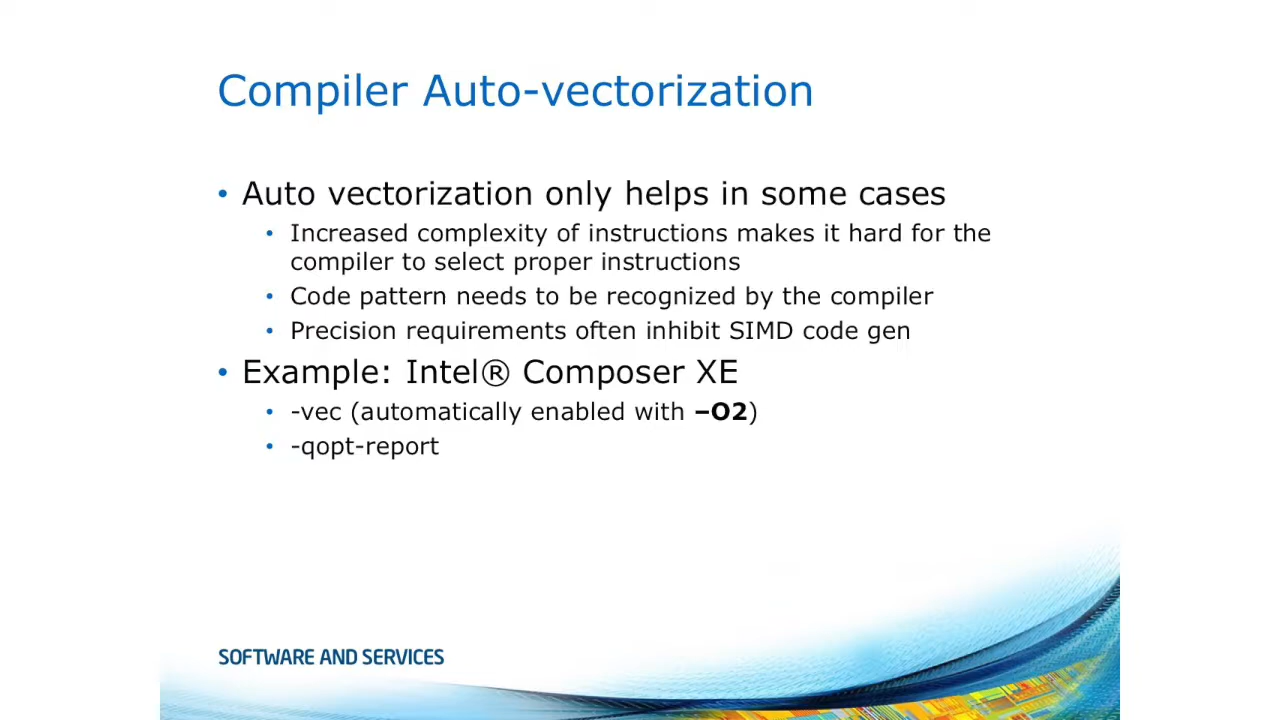 Compiler Auto-vectorization
• Auto vectorization only helps in some cases
• Increased complexity of instructions makes it hard for the
compiler to select proper instructions
• Code pattern needs to be recognized by the compiler
• Precision requirements often inhibit SIMD code gen
• Example: Intel® Composer XE
• -vec (automatically enabled with –O2)
• -qopt-report
SOFTWARE AND SERVICES